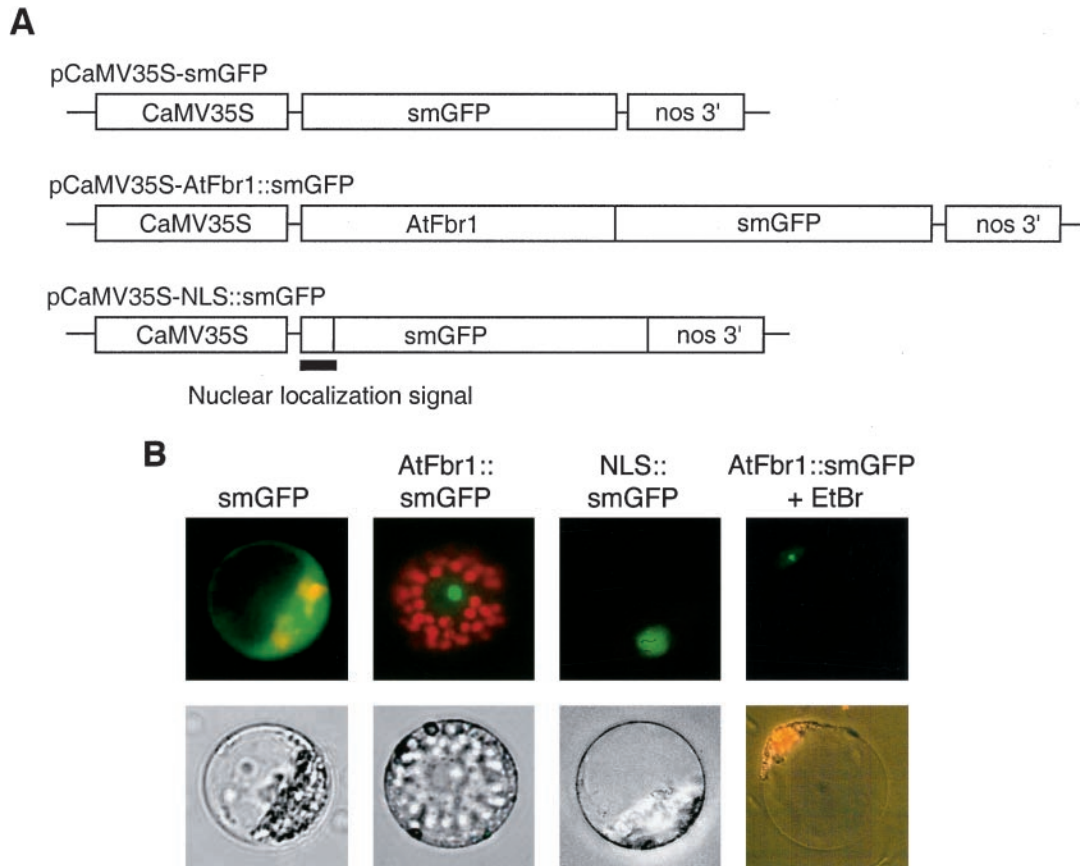 A
pCaMV35S-smGFP
CaMV35S smGFP nos 3'
pCaMV35S-AtFbr1::smGFP
CaMV35S AtFbr1 smGFP nos 3'
pCaMV35S-NLS::smGFP
CaMV35S smGFP nos 3'
Nuclear localization signal
B
smGFP
AtFbr1::
smGFP
NLS::
smGFP
AtFbr1::smGFP
+ EtBr